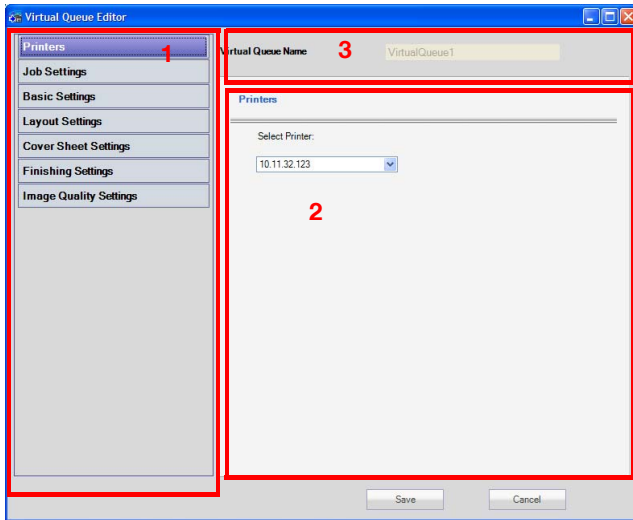 Virtual Queue Editor
Printers
1
Job Settings
Basic Settings
Layout Settings
Cover Sheet Settings
Finishing Settings
Image Quality Settings
Virtual Queue Name
3
VirtualQueue1
Printers
Select Printer:
10.11.32.123
2
Save
Cancel